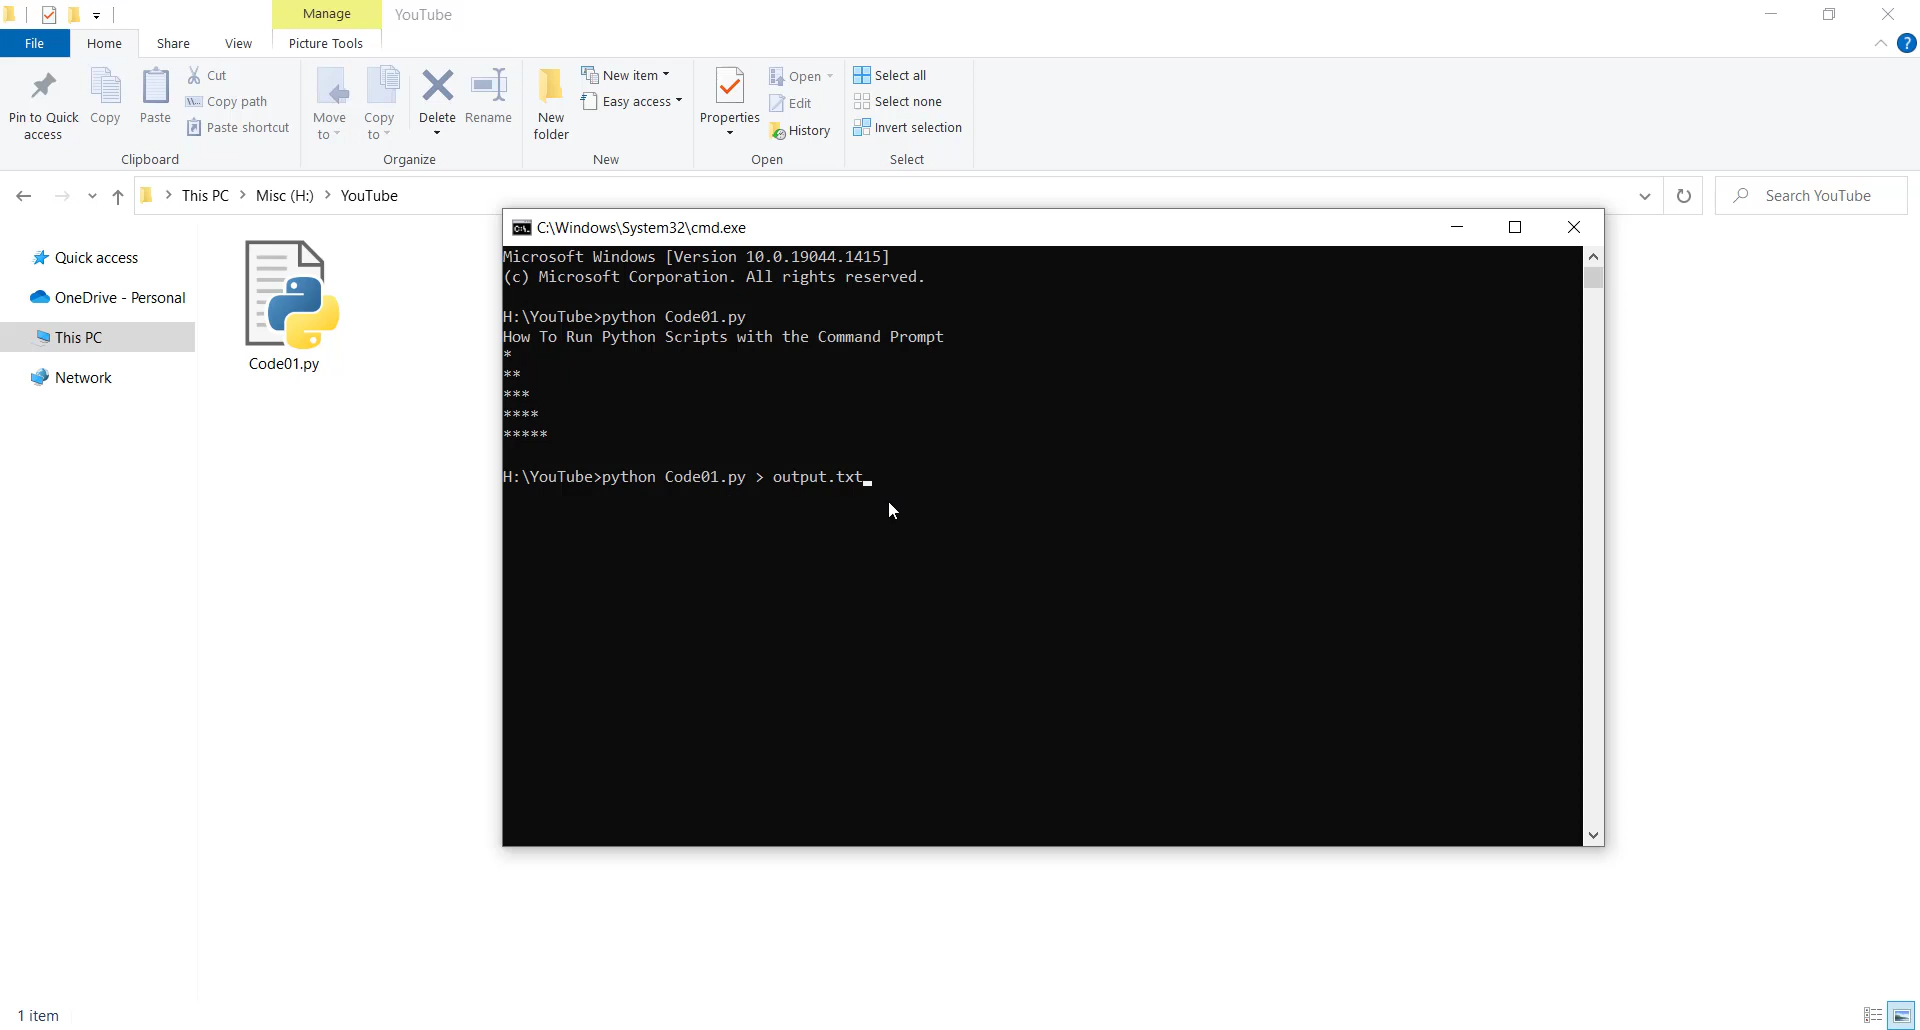 Manage YouTube
File Home Share View Picture Tools
Pin to Quick access
Copy
Paste
Cut
Copy path
Paste shortcut
Clipboard
Move to
Copy to
Delete
Rename
Organize
New folder
New item
Easy access
New
Properties
Open
Edit
History
Open
Select all
Select none
Invert selection
Select
This PC > Misc (H:) > YouTube
Search YouTube
Quick access
OneDrive - Personal
This PC
Network
Code01.py
C:\Windows\System32\cmd.exe
Microsoft Windows [Version 10.0.19044.1415]
(c) Microsoft Corporation. All rights reserved.
H:\YouTube>python Code01.py
How To Run Python Scripts with the Command Prompt
*
**
***
****
*****
H:\YouTube>python Code01.py > output.txt
1 item